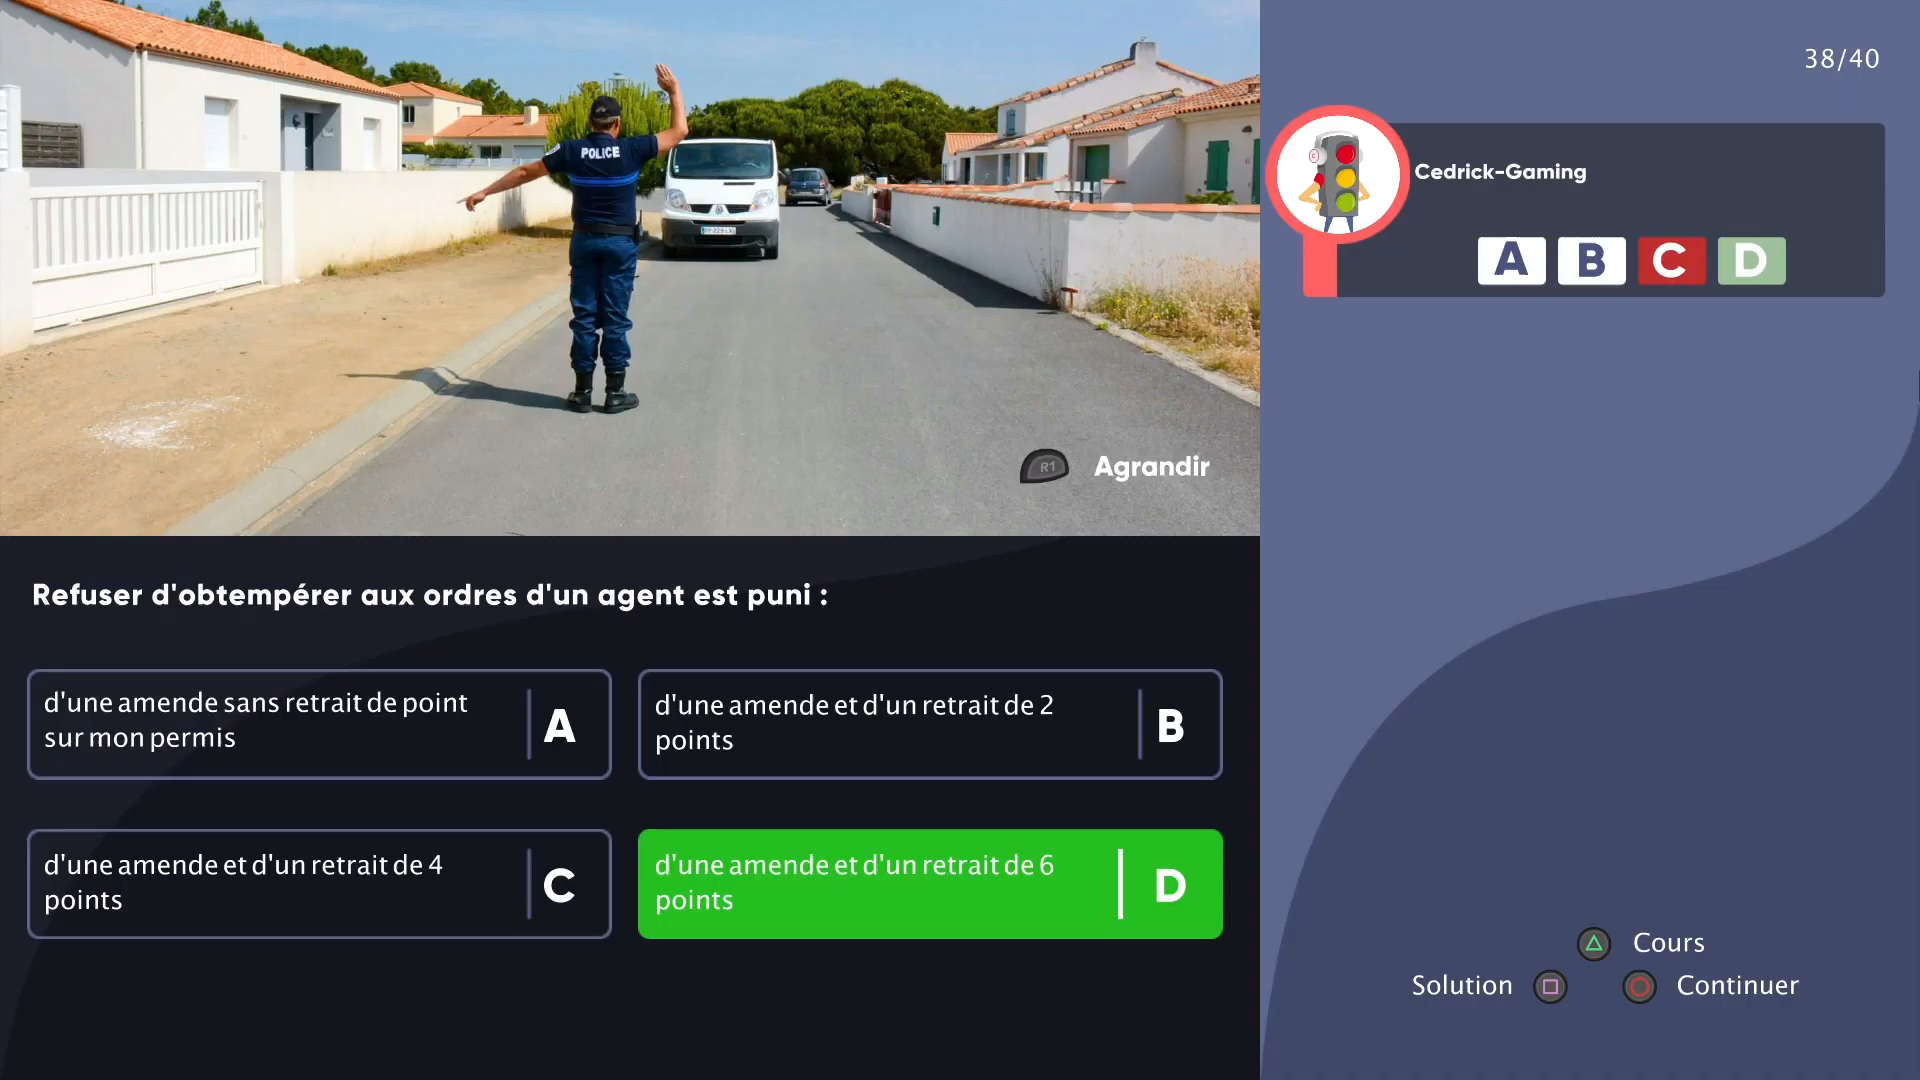 38/40
POLICE
Cedrick-Gaming
A B C D
R1 Agrandir
Refuser d'obtempérer aux ordres d'un agent est puni :
d'une amende sans retrait de point
sur mon permis
A
d'une amende et d'un retrait de 2
points
B
d'une amende et d'un retrait de 4
points
C
d'une amende et d'un retrait de 6
points
D
Cours
Solution
Continuer